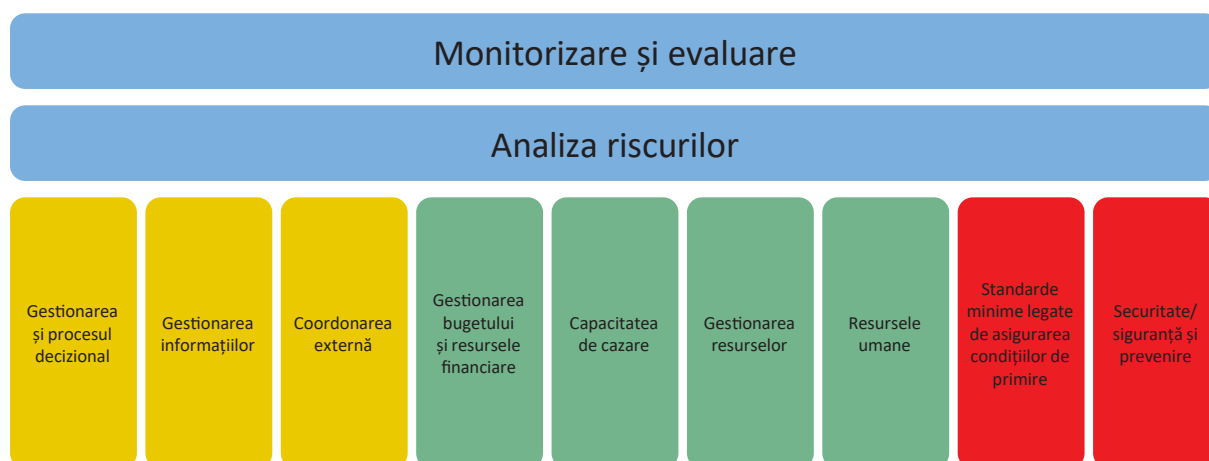 Monitorizare și evaluare
Analiza riscurilor
Gestionarea
și procesul
decizional
Gestionarea
informațiilor
Coordonarea
externă
Gestionarea
bugetului
și resursele
financiare
Capacitatea
de cazare
Gestionarea
resurselor
Resursele
umane
Standarde
minime legate
de asigurarea
condițiilor de
primire
Securitate/
siguranță și
prevenire